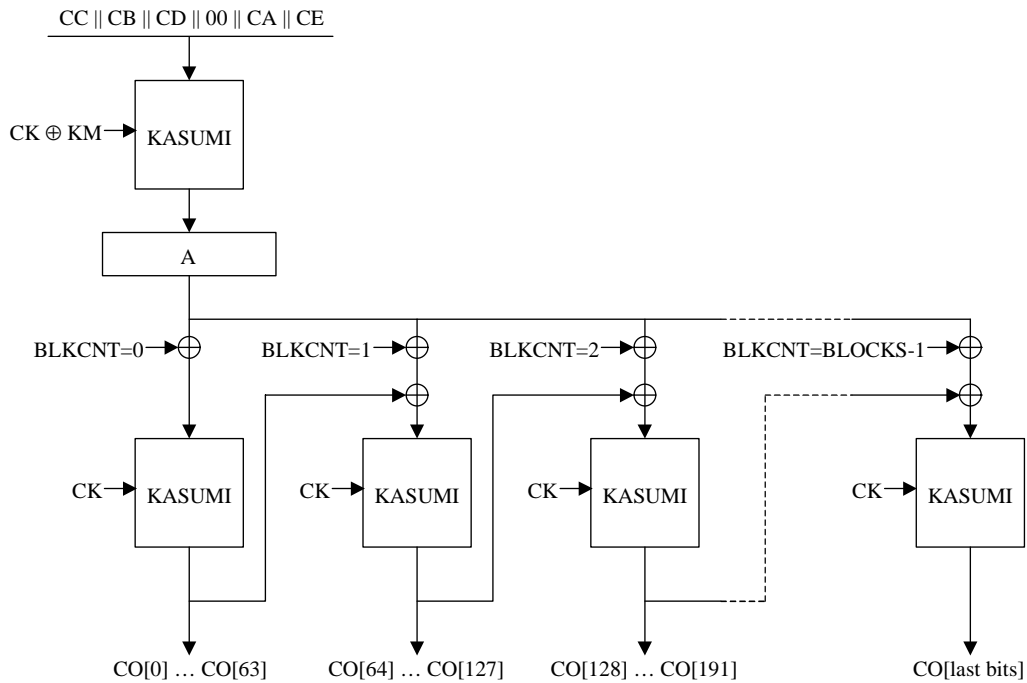 CC || CB || CD || 00 || CA || CE
CK ⊕ KM
KASUMI
A
BLKCNT=0
BLKCNT=1
BLKCNT=2
BLKCNT=BLOCKS-1
CK
KASUMI
CK
KASUMI
CK
KASUMI
CK
KASUMI
CO[0] … CO[63]
CO[64] … CO[127]
CO[128] … CO[191]
CO[last bits]